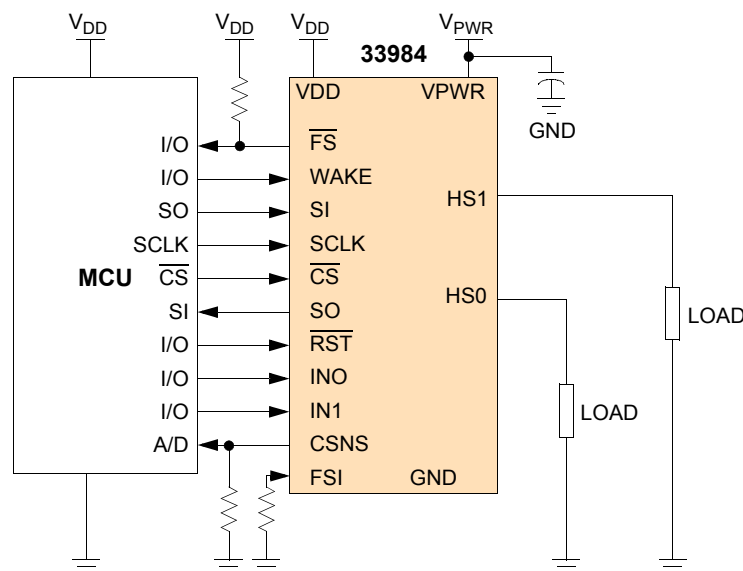 VDD
VDD
VDD
VPWR
33984
VDD
VPWR
GND
I/O
FS
I/O
WAKE
HS1
SO
SI
SCLK
SCLK
MCU
CS
CS
SI
SO
HS0
LOAD
I/O
RST
I/O
INO
I/O
IN1
LOAD
A/D
CSNS
FSI
GND